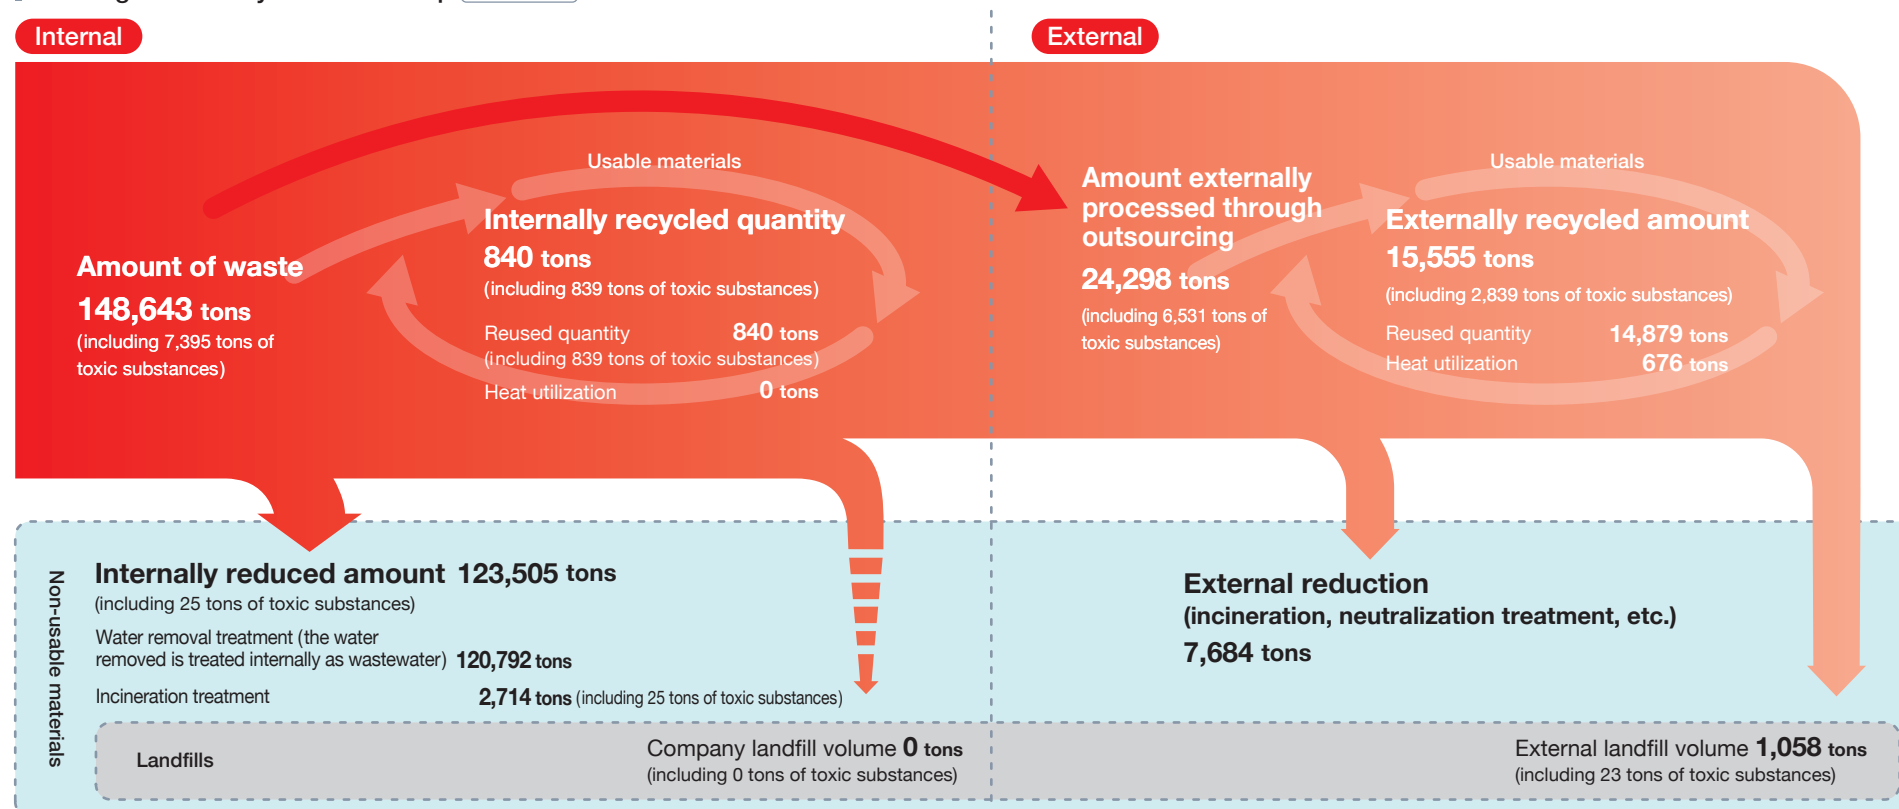 Internal
External
Usable materials
Internally recycled quantity
840 tons
(including 839 tons of toxic substances)
Reused quantity 840 tons
(including 839 tons of toxic substances)
Heat utilization 0 tons
Amount of waste
148,643 tons
(including 7,395 tons of
toxic substances)
Amount externally
processed through
outsourcing
24,298 tons
(including 6,531 tons of
toxic substances)
Usable materials
Externally recycled amount
15,555 tons
(including 2,839 tons of toxic substances)
Reused quantity 14,879 tons
Heat utilization 676 tons
Non-usable materials
Internally reduced amount 123,505 tons
(including 25 tons of toxic substances)
Water removal treatment (the water
removed is treated internally as wastewater) 120,792 tons
Incineration treatment 2,714 tons (including 25 tons of toxic substances)
External reduction
(incineration, neutralization treatment, etc.)
7,684 tons
Landfills
Company landfill volume 0 tons
(including 0 tons of toxic substances)
External landfill volume 1,058 tons
(including 23 tons of toxic substances)